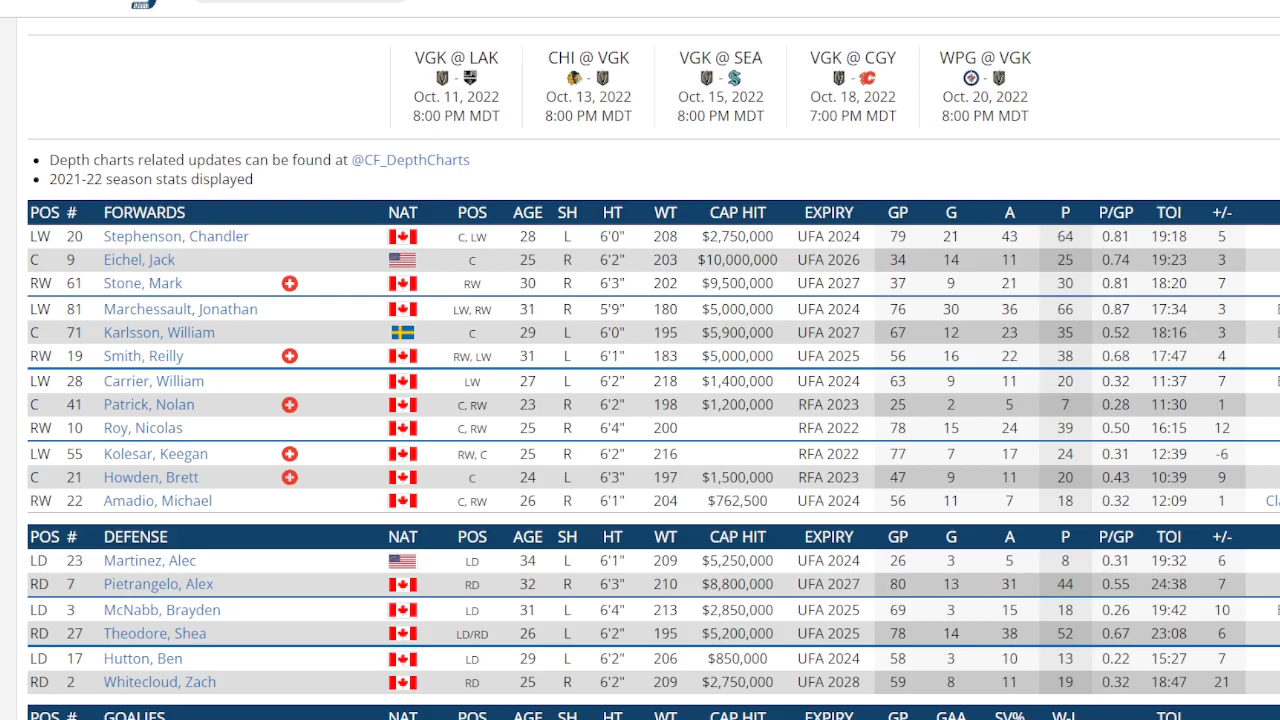 VGK @ LAK CHI @ VGK VGK @ SEA VGK @ CGY WPG @ VGK
- - - - -
Oct. 11, 2022 Oct. 13, 2022 Oct. 15, 2022 Oct. 18, 2022 Oct. 20, 2022
8:00 PM MDT 8:00 PM MDT 8:00 PM MDT 7:00 PM MDT 8:00 PM MDT
• Depth charts related updates can be found at @CF_DepthCharts
• 2021-22 season stats displayed
POS # FORWARDS NAT POS AGE SH HT WT CAP HIT EXPIRY GP G A P P/GP TOI +/-
LW 20 Stephenson, Chandler C, LW 28 L 6'0" 208 $2,750,000 UFA 2024 79 21 43 64 0.81 19:18 5
C 9 Eichel, Jack C 25 R 6'2" 203 $10,000,000 UFA 2026 34 14 11 25 0.74 19:23 3
RW 61 Stone, Mark RW 30 R 6'3" 202 $9,500,000 UFA 2027 37 9 21 30 0.81 18:20 7
LW 81 Marchessault, Jonathan LW, RW 31 R 5'9" 180 $5,000,000 UFA 2024 76 30 36 66 0.87 17:34 3
C 71 Karlsson, William C 29 L 6'0" 195 $5,900,000 UFA 2027 67 12 23 35 0.52 18:16 3
RW 19 Smith, Reilly RW, LW 31 L 6'1" 183 $5,000,000 UFA 2025 56 16 22 38 0.68 17:47 4
LW 28 Carrier, William LW 27 L 6'2" 218 $1,400,000 UFA 2024 63 9 11 20 0.32 11:37 7
C 41 Patrick, Nolan C, RW 23 R 6'2" 198 $1,200,000 RFA 2023 25 2 5 7 0.28 11:30 1
RW 10 Roy, Nicolas C, RW 25 R 6'4" 200 RFA 2022 78 15 24 39 0.50 16:15 12
LW 55 Kolesar, Keegan RW, C 25 R 6'2" 216 RFA 2022 77 7 17 24 0.31 12:39 -6
C 21 Howden, Brett C 24 L 6'3" 197 $1,500,000 RFA 2023 47 9 11 20 0.43 10:39 9
RW 22 Amadio, Michael C, RW 26 R 6'1" 204 $762,500 UFA 2024 56 11 7 18 0.32 12:09 1 Cl
POS # DEFENSE NAT POS AGE SH HT WT CAP HIT EXPIRY GP G A P P/GP TOI +/-
LD 23 Martinez, Alec LD 34 L 6'1" 209 $5,250,000 UFA 2024 26 3 5 8 0.31 19:32 6
RD 7 Pietrangelo, Alex RD 32 R 6'3" 210 $8,800,000 UFA 2027 80 13 31 44 0.55 24:38 7
LD 3 McNabb, Brayden LD 31 L 6'4" 213 $2,850,000 UFA 2025 69 3 15 18 0.26 19:42 10
RD 27 Theodore, Shea LD/RD 26 L 6'2" 195 $5,200,000 UFA 2025 78 14 38 52 0.67 23:08 6
LD 17 Hutton, Ben LD 29 L 6'2" 206 $850,000 UFA 2024 58 3 10 13 0.22 15:27 7
RD 2 Whitecloud, Zach RD 25 R 6'2" 209 $2,750,000 UFA 2028 59 8 11 19 0.32 18:47 21
POS # GOALIES NAT POS AGE SH HT WT CAP HIT EXPIRY GP GAA SV% W-L TOI